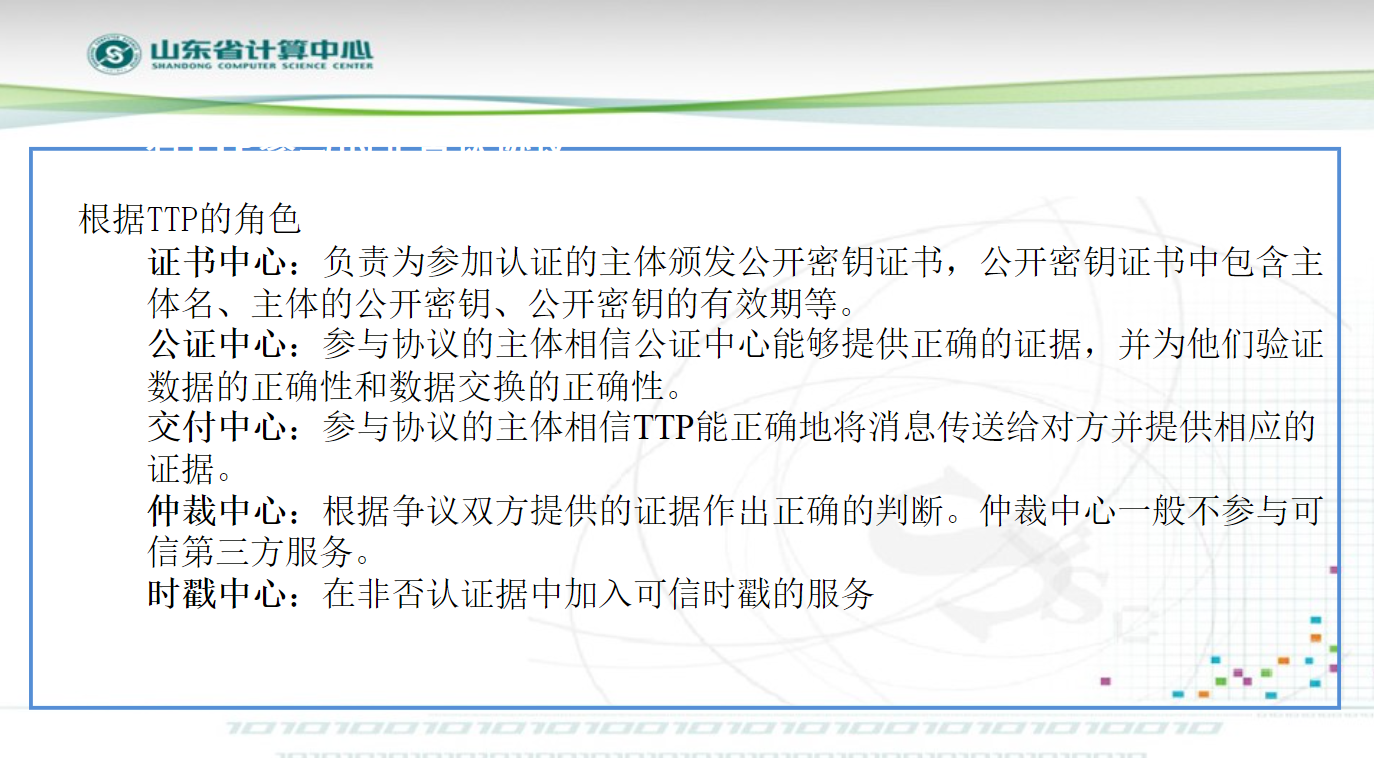 山东省计算中心
SHANDONG COMPUTER SCIENCE CENTER
根据TTP的角色
证书中心：负责为参加认证的主体颁发公开密钥证书，公开密钥证书中包含主
体名、主体的公开密钥、公开密钥的有效期等。
公证中心：参与协议的主体相信公证中心能够提供正确的证据，并为他们验证
数据的正确性和数据交换的正确性。
交付中心：参与协议的主体相信TTP能正确地将消息传送给对方并提供相应的
证据。
仲裁中心：根据争议双方提供的证据作出正确的判断。仲裁中心一般不参与可
信第三方服务。
时戳中心：在非否认证据中加入可信时戳的服务